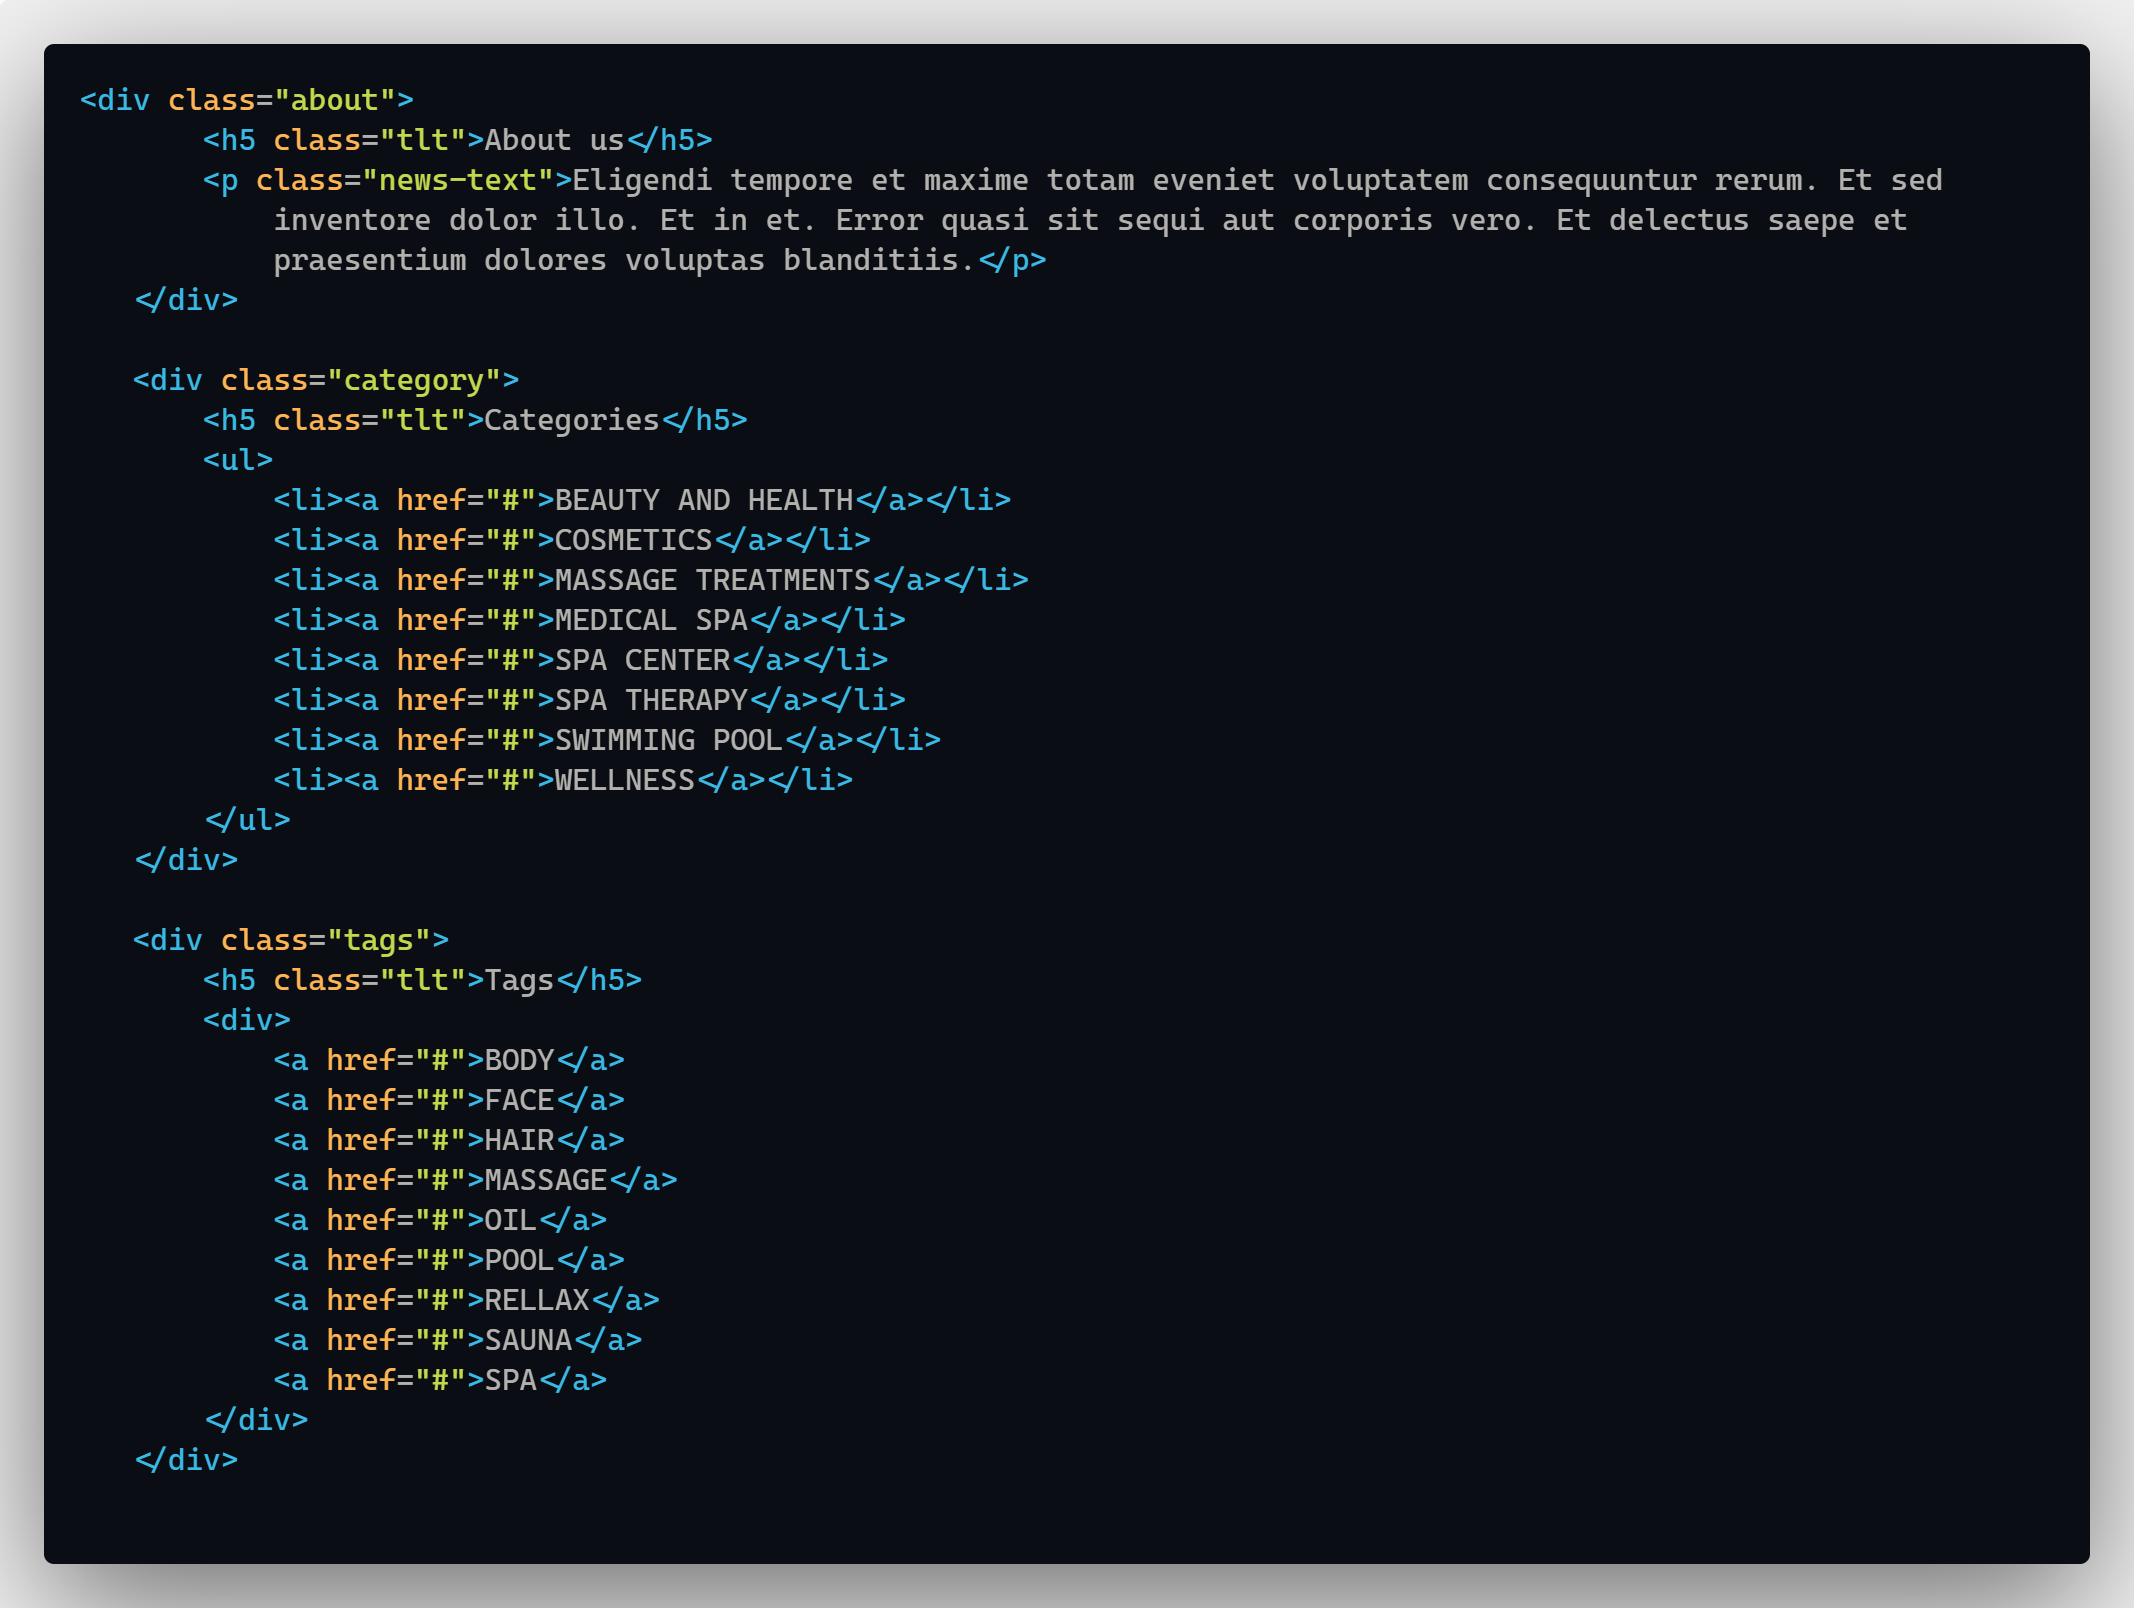 <div class="about">
        <h5 class="tlt">About us</h5>
        <p class="news-text">Eligendi tempore et maxime totam eveniet voluptatem consequuntur rerum. Et sed
            inventore dolor illo. Et in et. Error quasi sit sequi aut corporis vero. Et delectus saepe et
            praesentium dolores voluptas blanditiis.</p>
    </div>

    <div class="category">
        <h5 class="tlt">Categories</h5>
        <ul>
            <li><a href="#">BEAUTY AND HEALTH</a></li>
            <li><a href="#">COSMETICS</a></li>
            <li><a href="#">MASSAGE TREATMENTS</a></li>
            <li><a href="#">MEDICAL SPA</a></li>
            <li><a href="#">SPA CENTER</a></li>
            <li><a href="#">SPA THERAPY</a></li>
            <li><a href="#">SWIMMING POOL</a></li>
            <li><a href="#">WELLNESS</a></li>
        </ul>
    </div>

    <div class="tags">
        <h5 class="tlt">Tags</h5>
        <div>
            <a href="#">BODY</a>
            <a href="#">FACE</a>
            <a href="#">HAIR</a>
            <a href="#">MASSAGE</a>
            <a href="#">OIL</a>
            <a href="#">POOL</a>
            <a href="#">RELLAX</a>
            <a href="#">SAUNA</a>
            <a href="#">SPA</a>
        </div>
    </div>